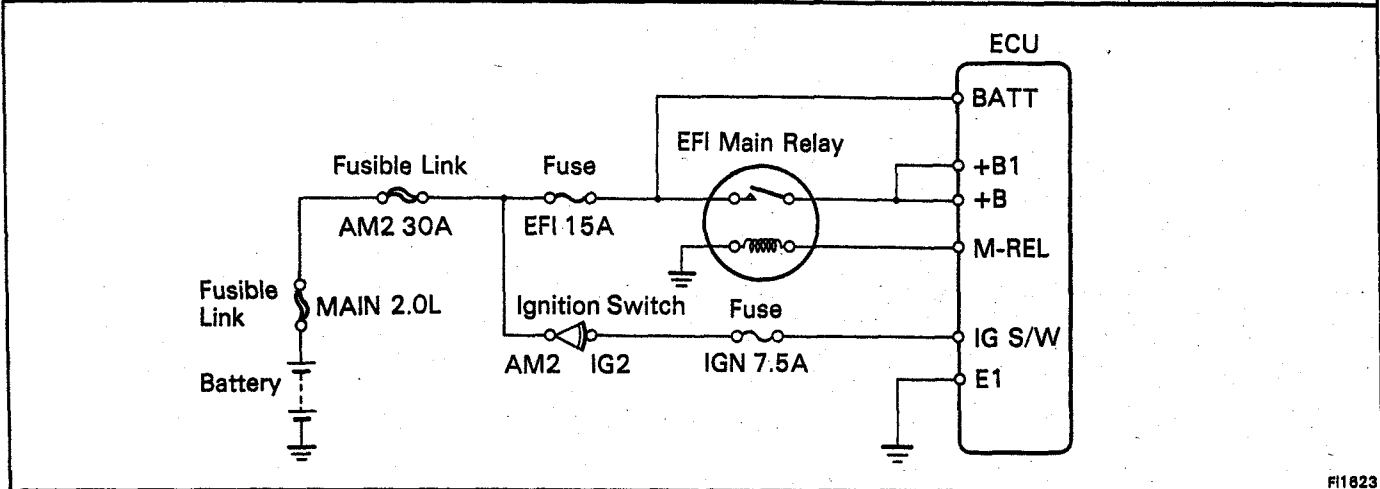 ECU
BATT
EFI Main Relay
+B1
Fusible Link
Fuse
+B
AM2 30A
EFI 15A
M-REL
Fusible
Link
MAIN 2.0L
Ignition Switch
Fuse
IG S/W
AM2
IG2
IGN 7.5A
Battery
E1
FI1623